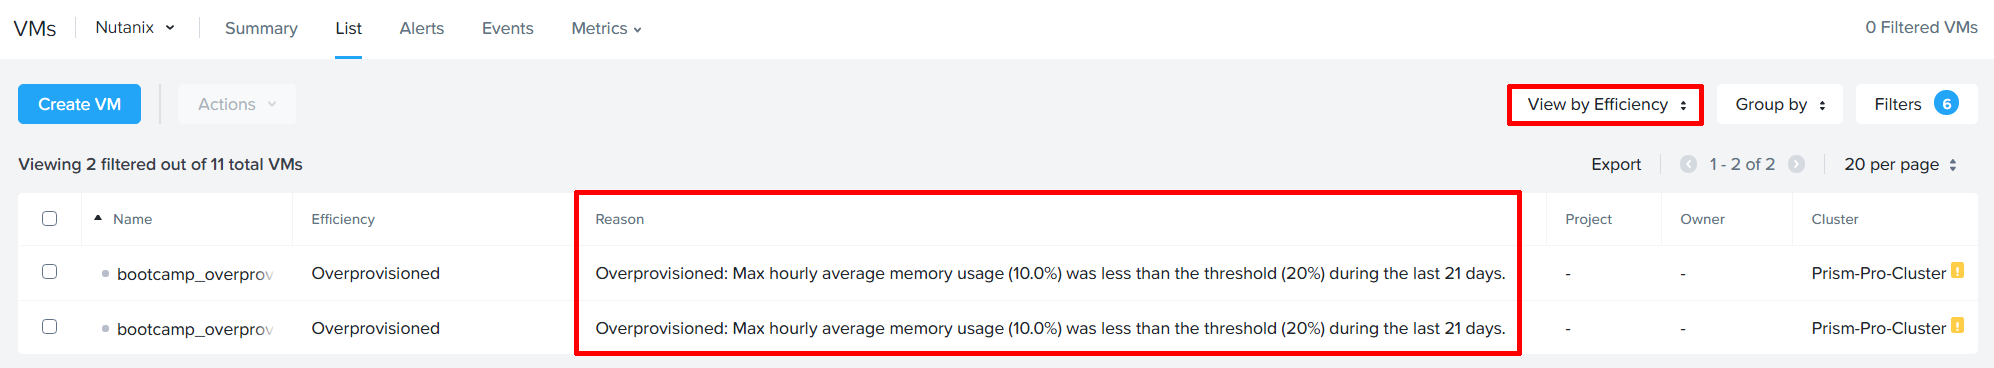 VMs Nutanix Summary List Alerts Events Metrics 0 Filtered VMs
Create VM Actions View by Efficiency Group by Filters 6
Viewing 2 filtered out of 11 total VMs Export 1 - 2 of 2 20 per page
Name Efficiency Reason Project Owner Cluster
bootcamp_overprov Overprovisioned Overprovisioned: Max hourly average memory usage (10.0%) was less than the threshold (20%) during the last 21 days. - - Prism-Pro-Cluster
bootcamp_overprov Overprovisioned Overprovisioned: Max hourly average memory usage (10.0%) was less than the threshold (20%) during the last 21 days. - - Prism-Pro-Cluster